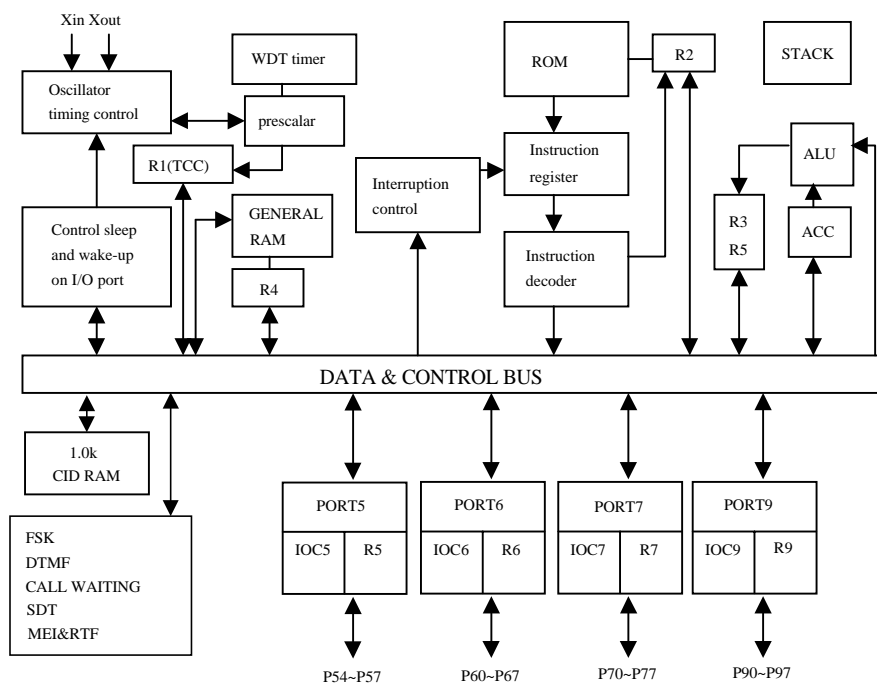 Xin Xout
WDT timer
ROM
R2
STACK
Oscillator
timing control
prescalar
R1(TCC)
Interruption
control
Instruction
register
ALU
Control sleep
and wake-up
on I/O port
GENERAL
RAM
R4
Instruction
decoder
R3
R5
ACC
DATA & CONTROL BUS
1.0k
CID RAM
PORT5
IOC5
R5
PORT6
IOC6
R6
PORT7
IOC7
R7
PORT9
IOC9
R9
FSK
DTMF
CALL WAITING
SDT
MEI&RTF
P54~P57
P60~P67
P70~P77
P90~P97